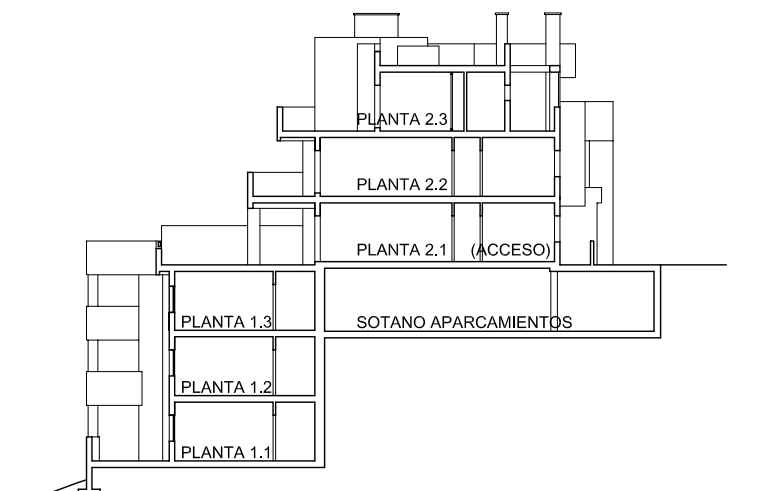 PLANTA 2.3
PLANTA 2.2
PLANTA 2.1 (ACCESO)
PLANTA 1.3 SOTANO APARCAMIENTOS
PLANTA 1.2
PLANTA 1.1